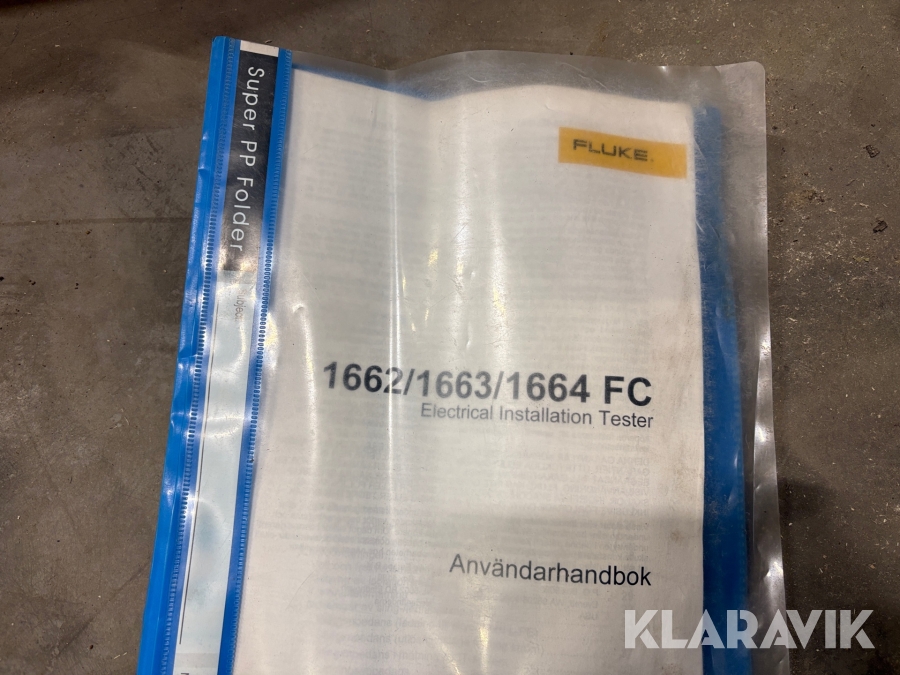 Super PP Folder
FLUKE.
1662/1663/1664 FC
Electrical Installation Tester
Användarhandbok
KLARAVIK